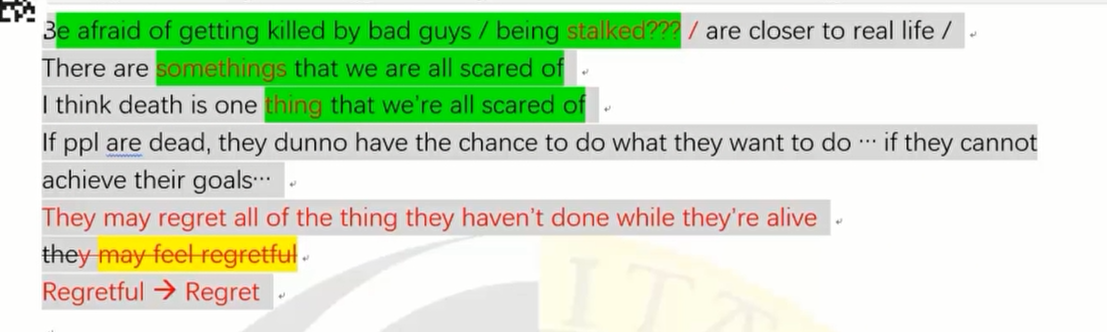 Be afraid of getting killed by bad guys / being stalked??? / are closer to real life /
There are somethings that we are all scared of
I think death is one thing that we're all scared of
If ppl are dead, they dunno have the chance to do what they want to do … if they cannot
achieve their goals…
They may regret all of the thing they haven't done while they're alive
they may feel regretful
Regretful → Regret
ITA